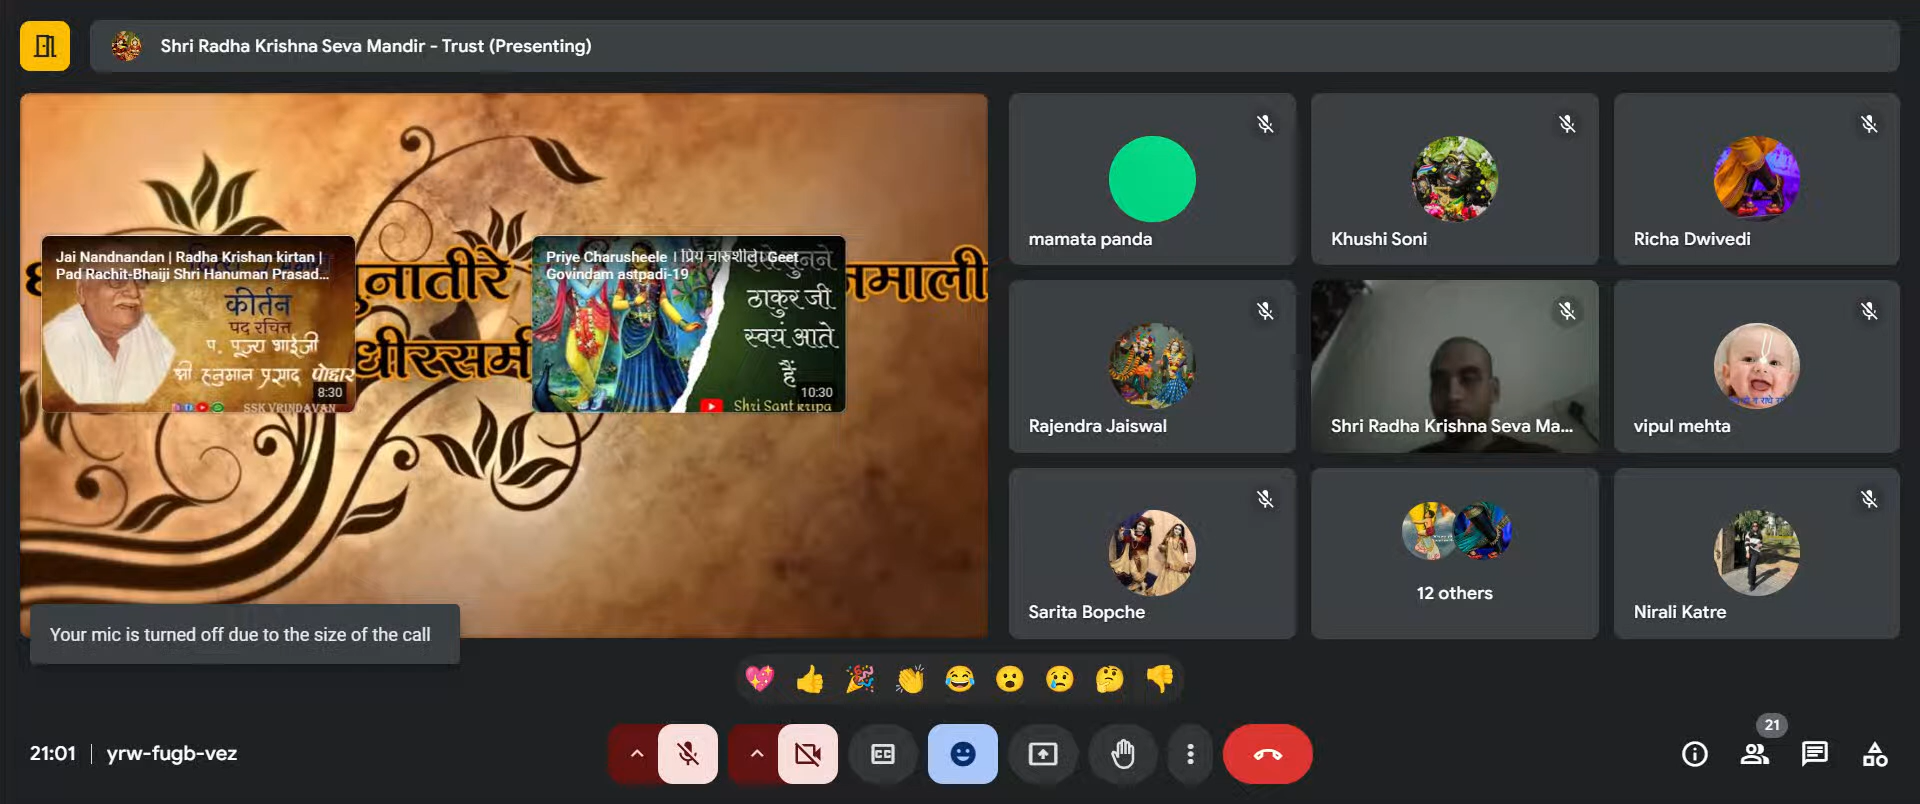 Shri Radha Krishna Seva Mandir - Trust (Presenting)
Jai Nandnandan | Radha Krishan kirtan |
Pad Rachit-Bhaiji Shri Hanuman Prasad...
कीर्तन
पद रचित
प. पूज्य भाईजी
श्री हनुमान प्रसाद पोद्दार
8:30
SSK VRINDAVAN
Priye Charusheele । प्रिये चारुशीले । Geet
Govindam astpadi-19
सुनने
ठाकुर जी
स्वयं आते
हैं
10:30
Shri Sant kripa
मुनातीरे
नमाली
धीरसमी
Your mic is turned off due to the size of the call
mamata panda
Khushi Soni
Richa Dwivedi
Rajendra Jaiswal
Shri Radha Krishna Seva Ma...
vipul mehta
Sarita Bopche
12 others
Nirali Katre
21:01
yrw-fugb-vez
CC
21